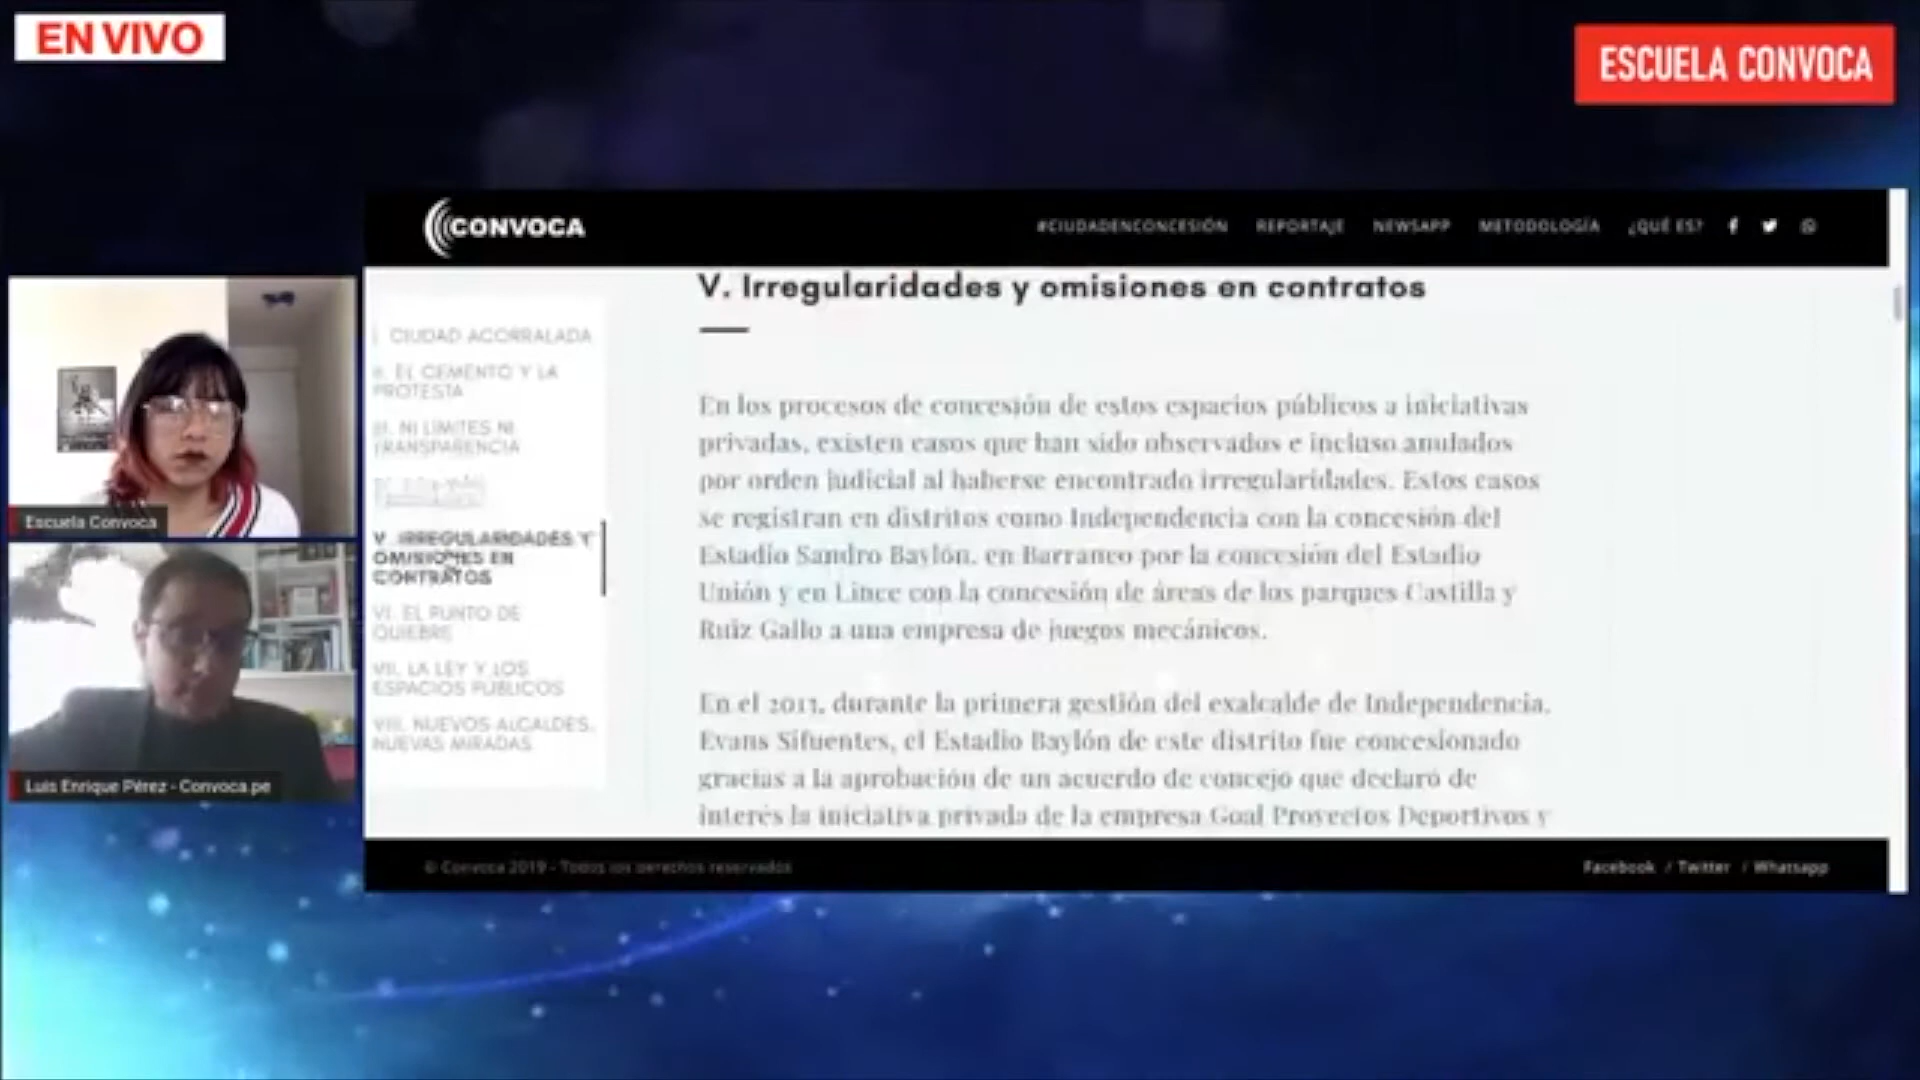 EN VIVO
ESCUELA CONVOCA
CONVOCA
#CIUDADENCONCESIÓN REPORTAJE NEWSAPP METODOLOGÍA ¿QUÉ ES?
V. Irregularidades y omisiones en contratos
I. CIUDAD ACORRALADA
II. EL CEMENTO Y LA
PROTESTA
III. NI LÍMITES NI
TRANSPARENCIA
V. IRREGULARIDADES Y
OMISIONES EN
CONTRATOS
VI. EL PUNTO DE
QUIEBRE
VII. LA LEY Y LOS
ESPACIOS PÚBLICOS
VIII. NUEVOS ALCALDES,
NUEVAS MIRADAS
En los procesos de concesión de estos espacios públicos a iniciativas
privadas, existen casos que han sido observados e incluso anulados
por orden judicial al haberse encontrado irregularidades. Estos casos
se registran en distritos como Independencia con la concesión del
Estadio Sandro Baylón, en Barranco por la concesión del Estadio
Unión y en Lince con la concesión de áreas de los parques Castilla y
Ruiz Gallo a una empresa de juegos mecánicos.
En el durante la primera gestión del exalcalde de Independencia,
Evans Sifuentes, el Estadio Baylón de este distrito fue concesionado
gracias a la aprobación de un acuerdo de concejo que declaró de
interés la iniciativa privada de la empresa Goal Proyectos Deportivos y
Escuela Convoca
Luis Enrique Pérez - Convoca.pe
© Convoca 2019 - Todos los derechos reservados
Facebook / Twitter / Whatsapp